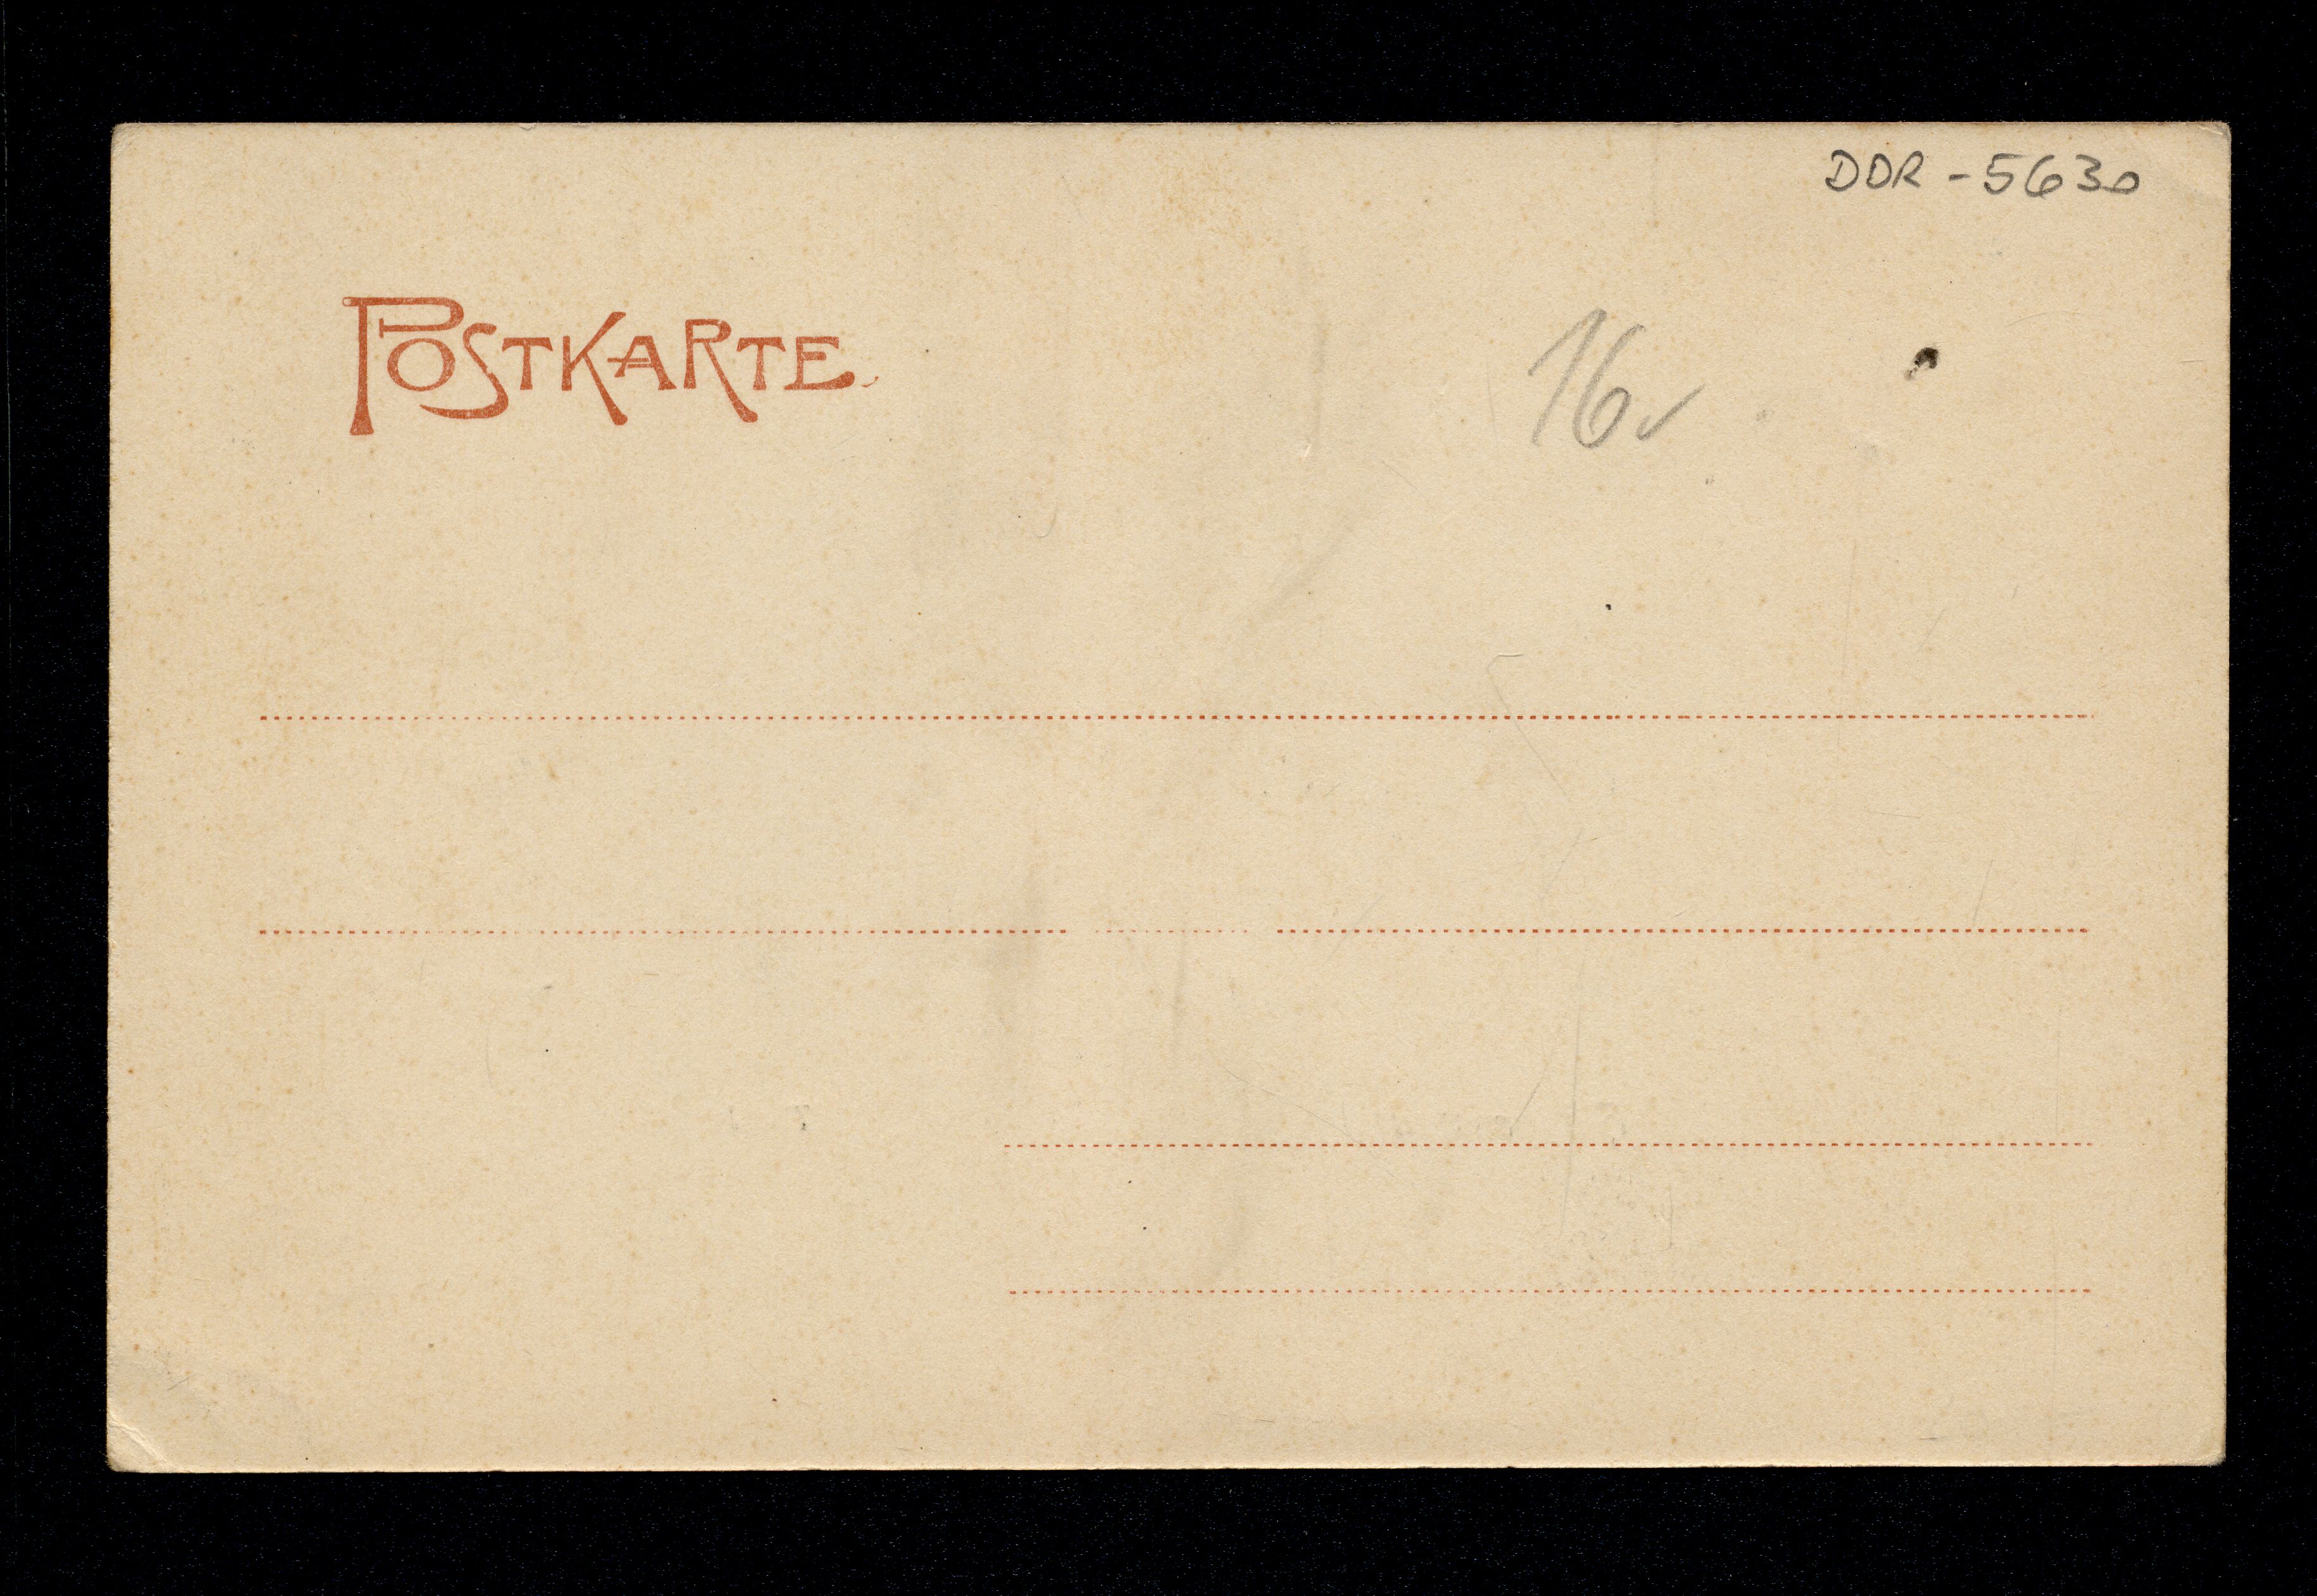 DDR - 5630
POSTKARTE.
16